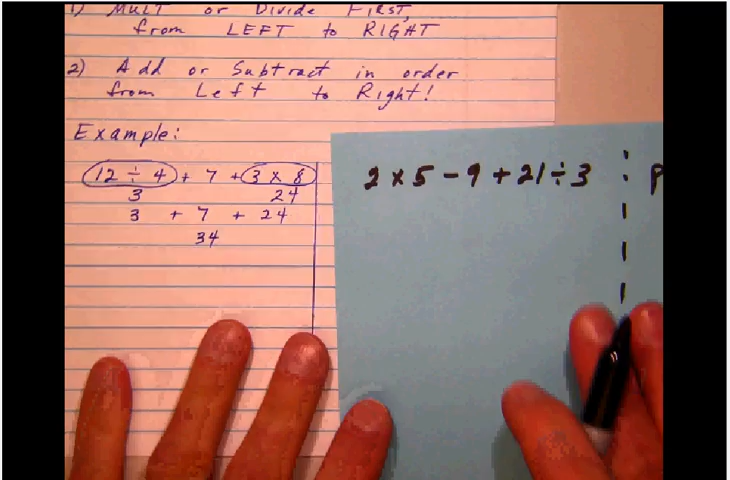 1) Mult or Divide First,
from LEFT to RIGHT
2) Add or Subtract in order
from Left to Right!
Example:
12 ÷ 4 + 7 + 3 x 8
3 24
3 + 7 + 24
34
2 x 5 - 9 + 21 ÷ 3
P